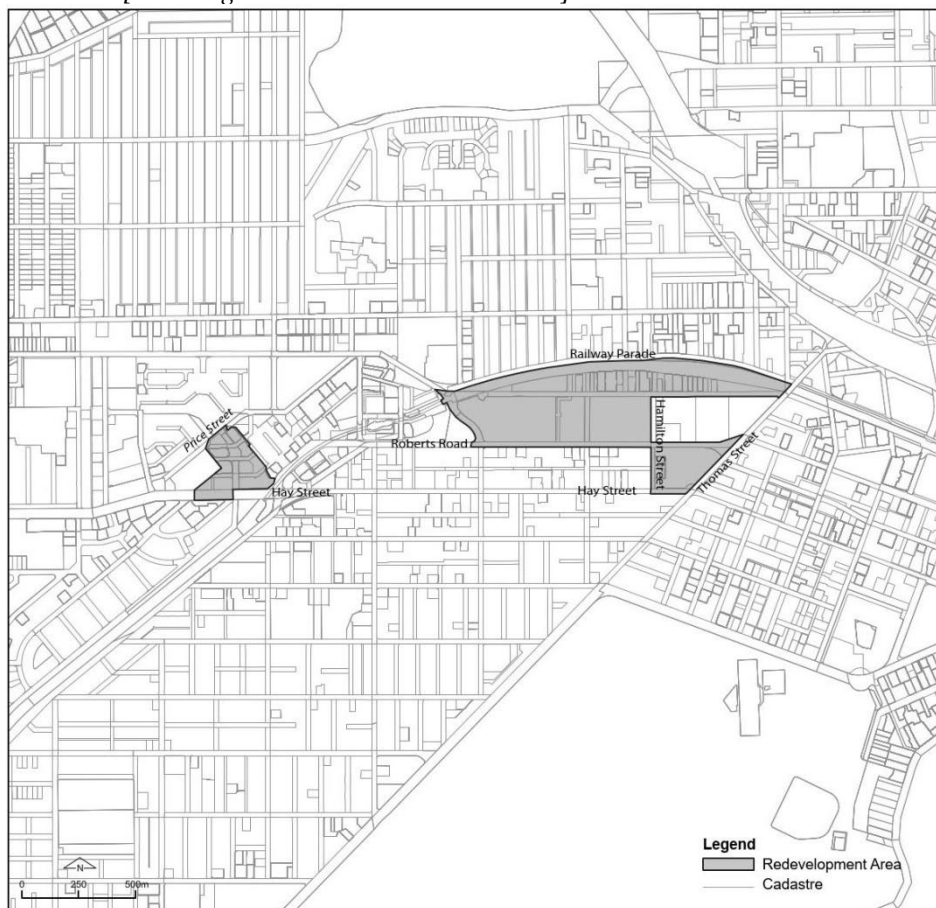 Railway Parade
Price Street
Hamilton Street
Roberts Road
Thomas Street
Hay Street
Hay Street
Legend
Redevelopment Area
Cadastre
N
0 250 500m